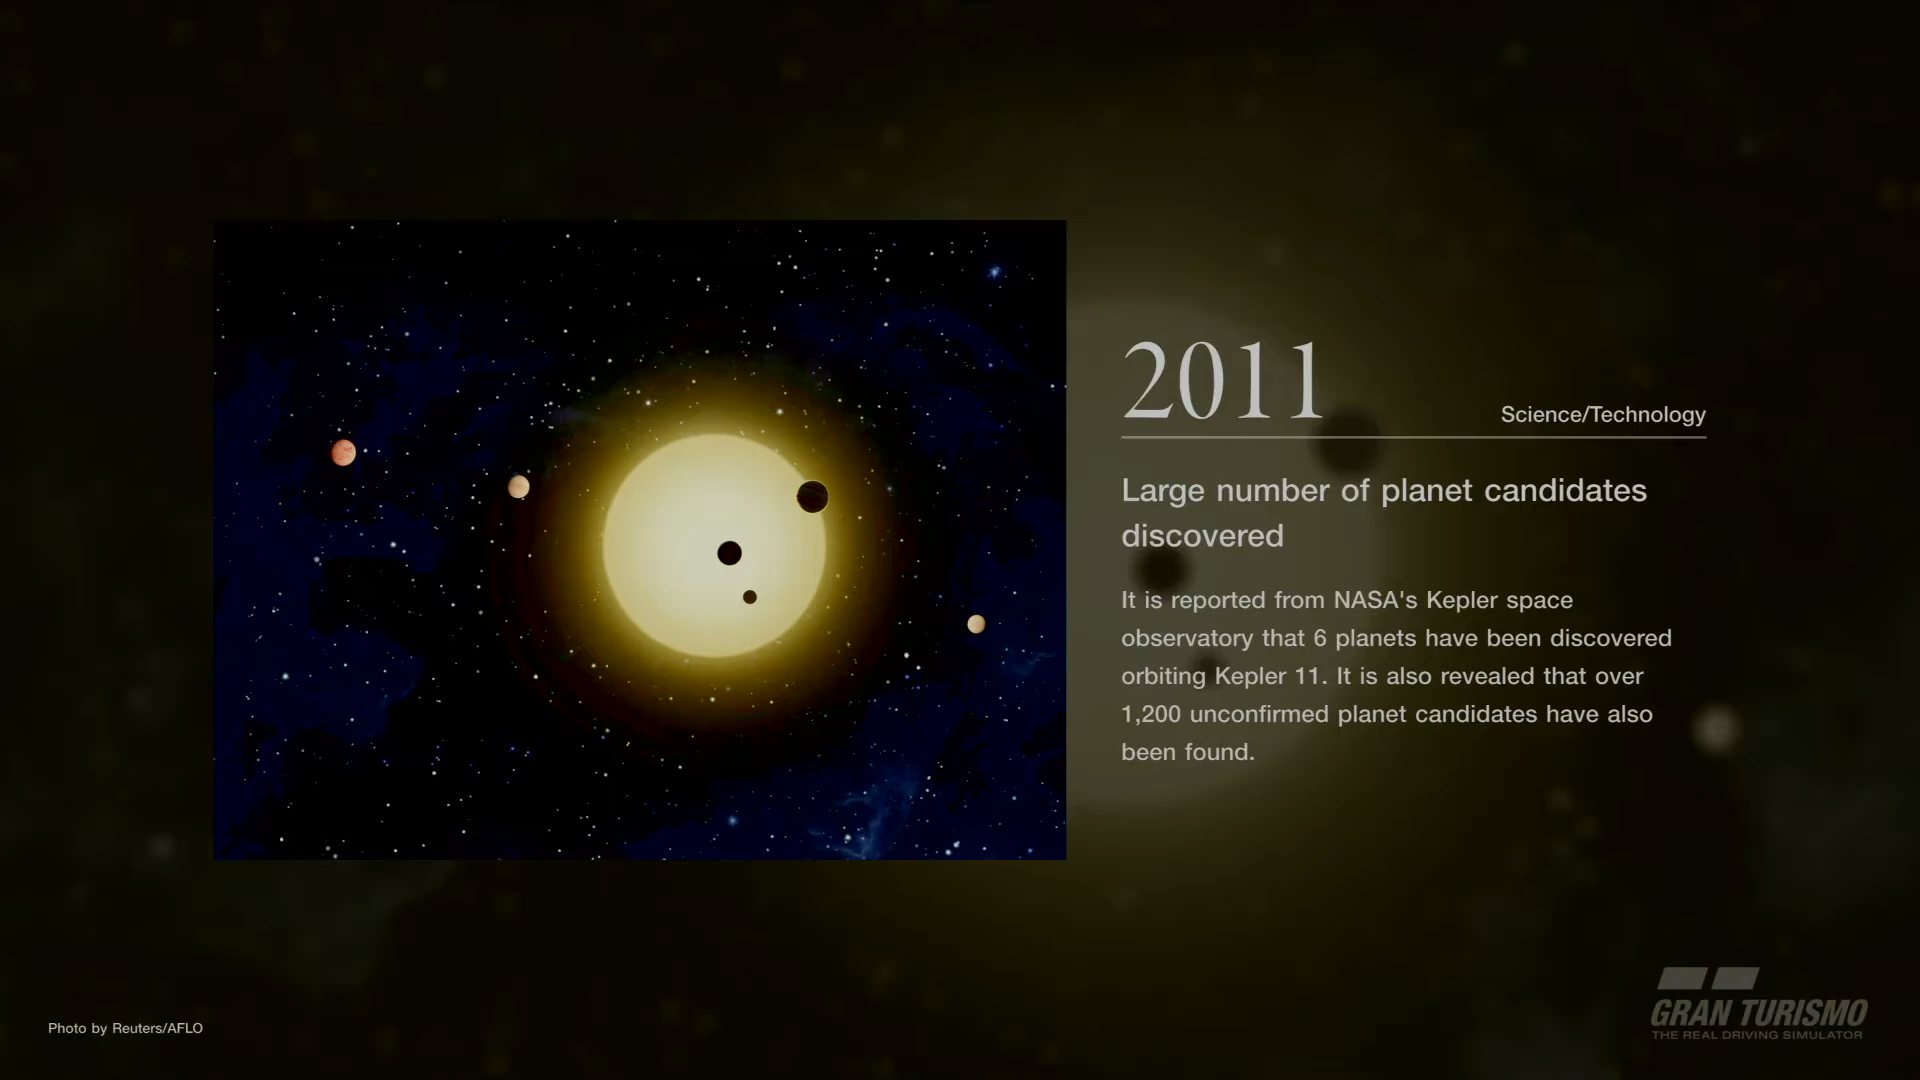 2011
Science/Technology
Large number of planet candidates
discovered
It is reported from NASA's Kepler space
observatory that 6 planets have been discovered
orbiting Kepler 11. It is also revealed that over
1,200 unconfirmed planet candidates have also
been found.
Photo by Reuters/AFLO
GRAN TURISMO
THE REAL DRIVING SIMULATOR